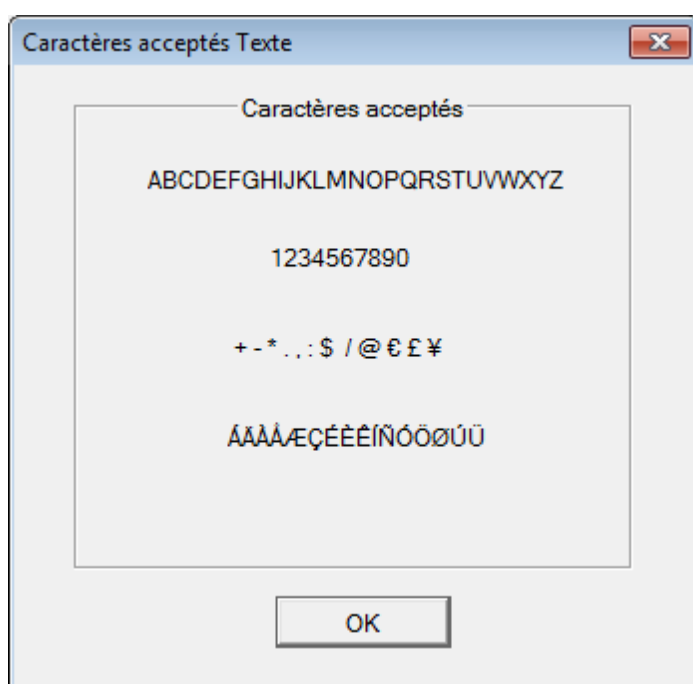 Caractères acceptés Texte
Caractères acceptés
ABCDEFGHIJKLMNOPQRSTUVWXYZ
1234567890
+ - * . , : $ / @ € £ ¥
ÁÄÀÂÆÇÉÈÊÍÑÓÖØÚÜ
OK